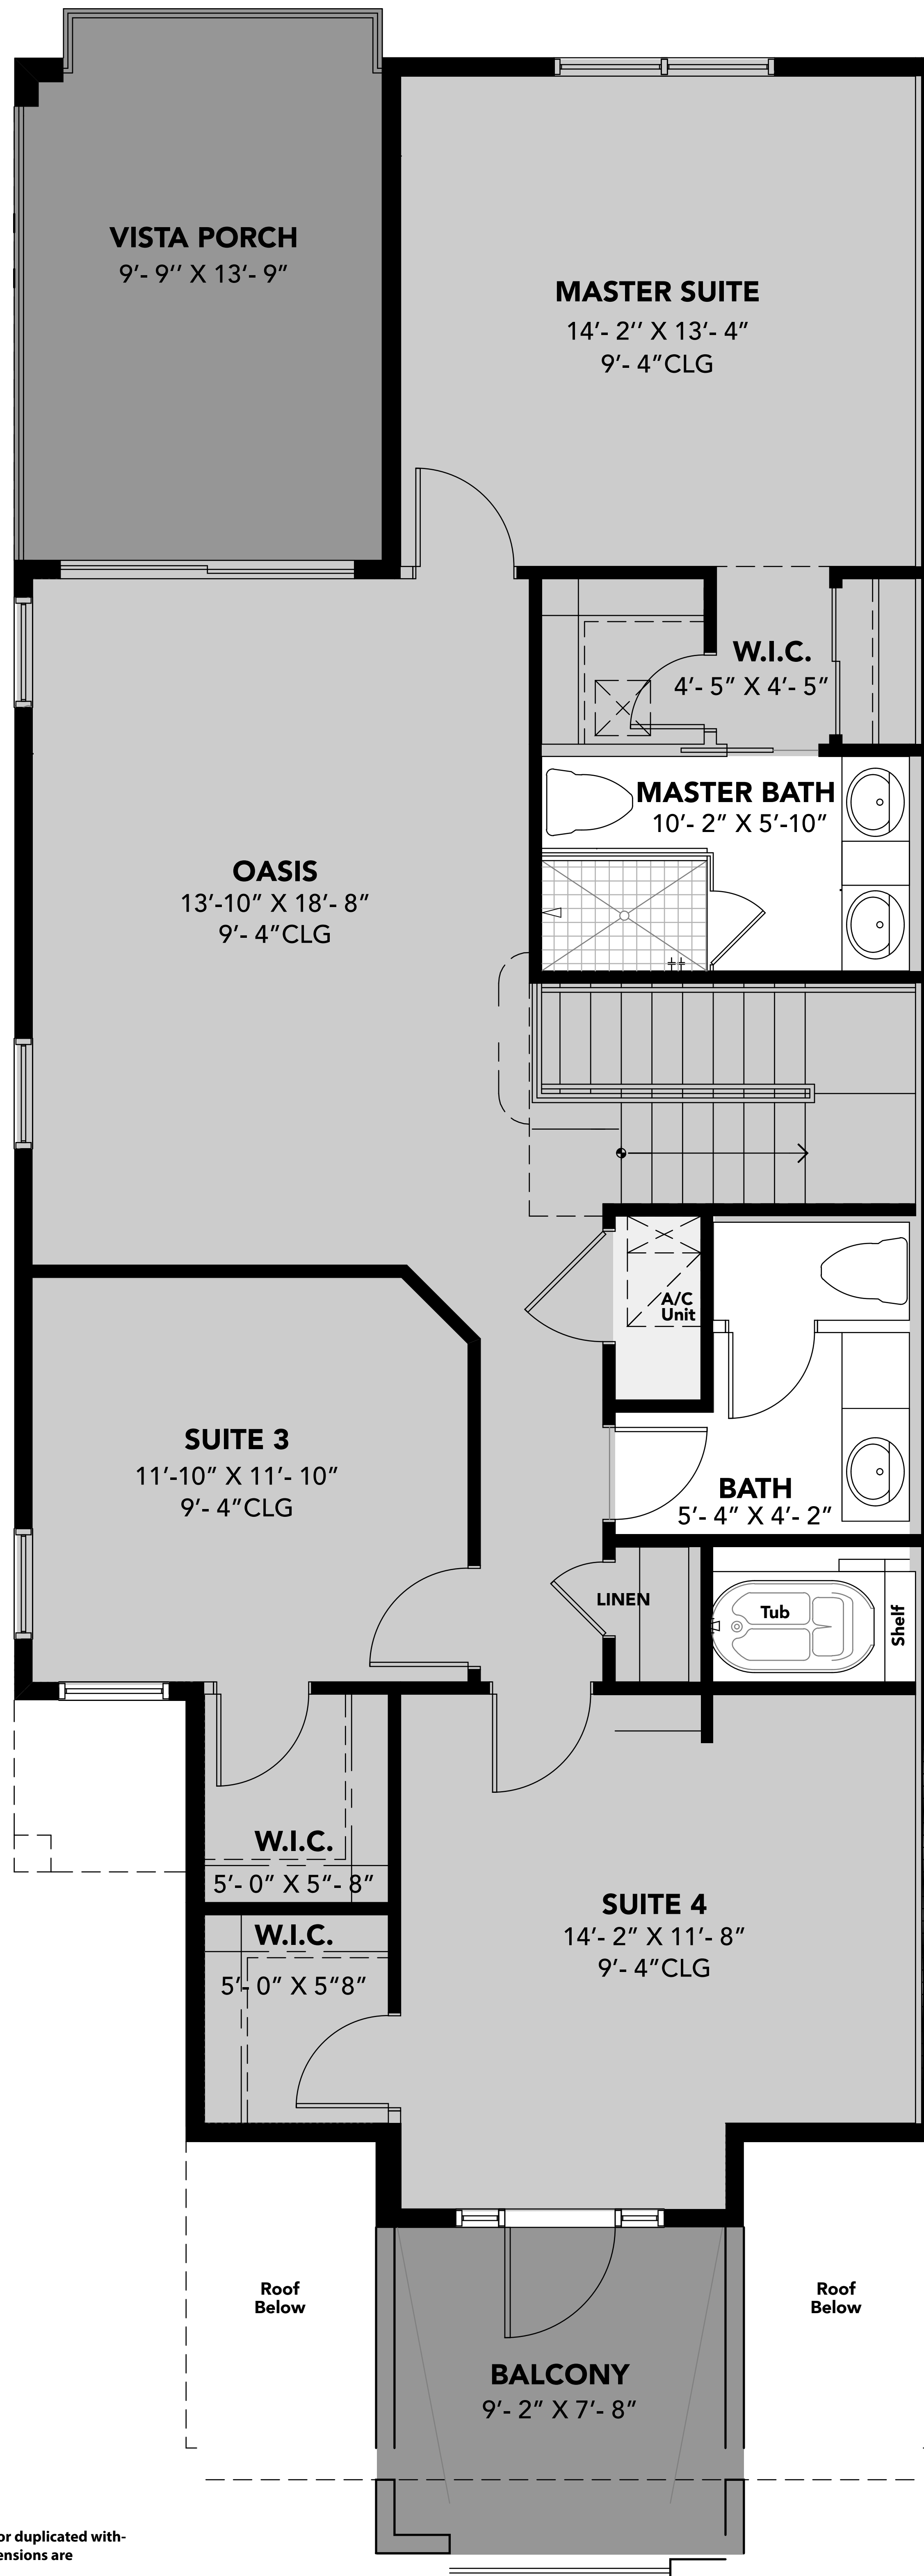 VISTA PORCH
9'- 9'' X 13'- 9"
MASTER SUITE
14'- 2'' X 13'- 4"
9'- 4"CLG
W.I.C.
4'- 5" X 4'- 5"
MASTER BATH
10'- 2" X 5'-10"
OASIS
13'-10" X 18'- 8"
9'- 4"CLG
A/C
Unit
SUITE 3
11'-10" X 11'- 10"
9'- 4"CLG
BATH
5'- 4" X 4'- 2"
LINEN
Tub
Shelf
W.I.C.
5'- 0" X 5"- 8"
W.I.C.
5'- 0" X 5"8"
SUITE 4
14'- 2" X 11'- 8"
9'- 4"CLG
Roof
Below
Roof
Below
BALCONY
9'- 2" X 7'- 8"
or duplicated with-
ensions are